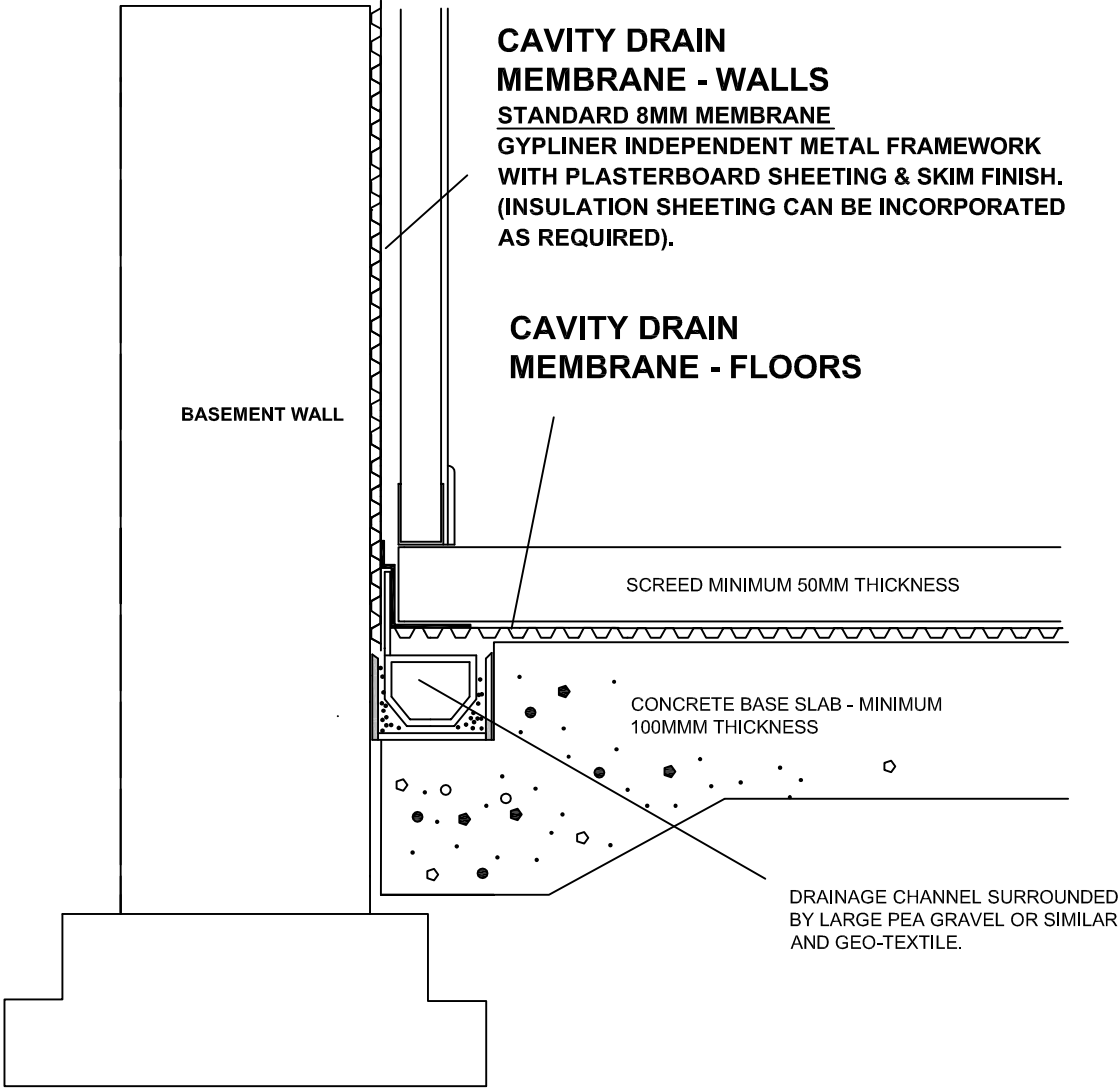 CAVITY DRAIN
MEMBRANE - WALLS
STANDARD 8MM MEMBRANE
GYPLINER INDEPENDENT METAL FRAMEWORK
WITH PLASTERBOARD SHEETING & SKIM FINISH.
(INSULATION SHEETING CAN BE INCORPORATED
AS REQUIRED).
CAVITY DRAIN
MEMBRANE - FLOORS
BASEMENT WALL
SCREED MINIMUM 50MM THICKNESS
CONCRETE BASE SLAB - MINIMUM
100MMM THICKNESS
DRAINAGE CHANNEL SURROUNDED
BY LARGE PEA GRAVEL OR SIMILAR
AND GEO-TEXTILE.